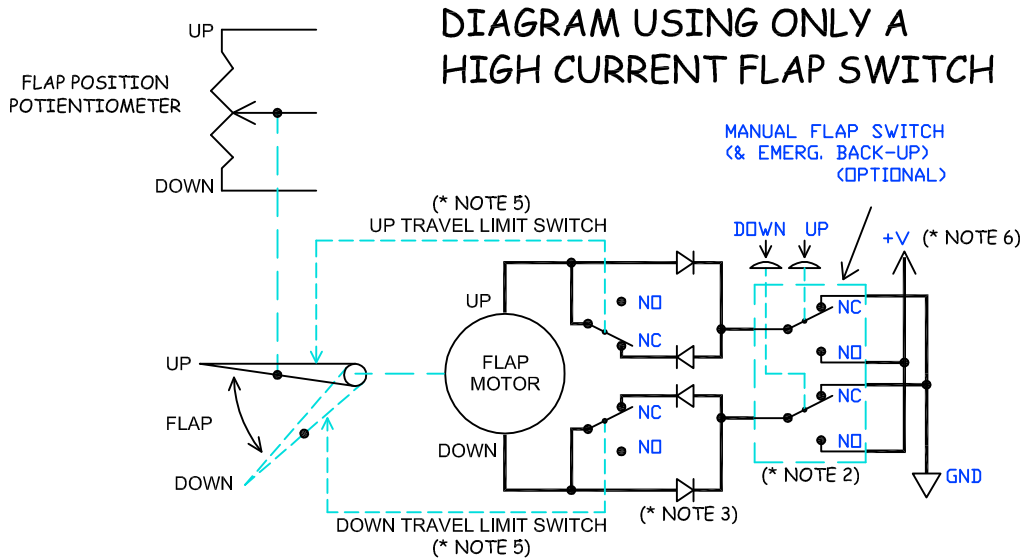 DIAGRAM USING ONLY A
HIGH CURRENT FLAP SWITCH
UP
FLAP POSITION
POTIENTIOMETER
DOWN
MANUAL FLAP SWITCH
(& EMERG. BACK-UP)
(OPTIONAL)
(* NOTE 5)
UP TRAVEL LIMIT SWITCH
DOWN UP
+V (* NOTE 6)
UP
NO
NC
NC
NO
UP
FLAP
MOTOR
FLAP
DOWN
NC
NO
NC
NO
DOWN
(* NOTE 2)
GND
DOWN TRAVEL LIMIT SWITCH
(* NOTE 3)
(* NOTE 5)